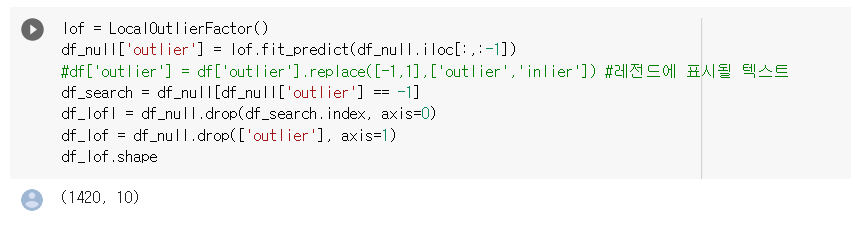 lof = LocalOutlierFactor()
df_null['outlier'] = lof.fit_predict(df_null.iloc[:,:-1])
#df['outlier'] = df['outlier'].replace([-1,1],['outlier','inlier']) #레전드에 표시될 텍스트
df_search = df_null[df_null['outlier'] == -1]
df_lofl = df_null.drop(df_search.index, axis=0)
df_lof = df_null.drop(['outlier'], axis=1)
df_lof.shape
(1420, 10)